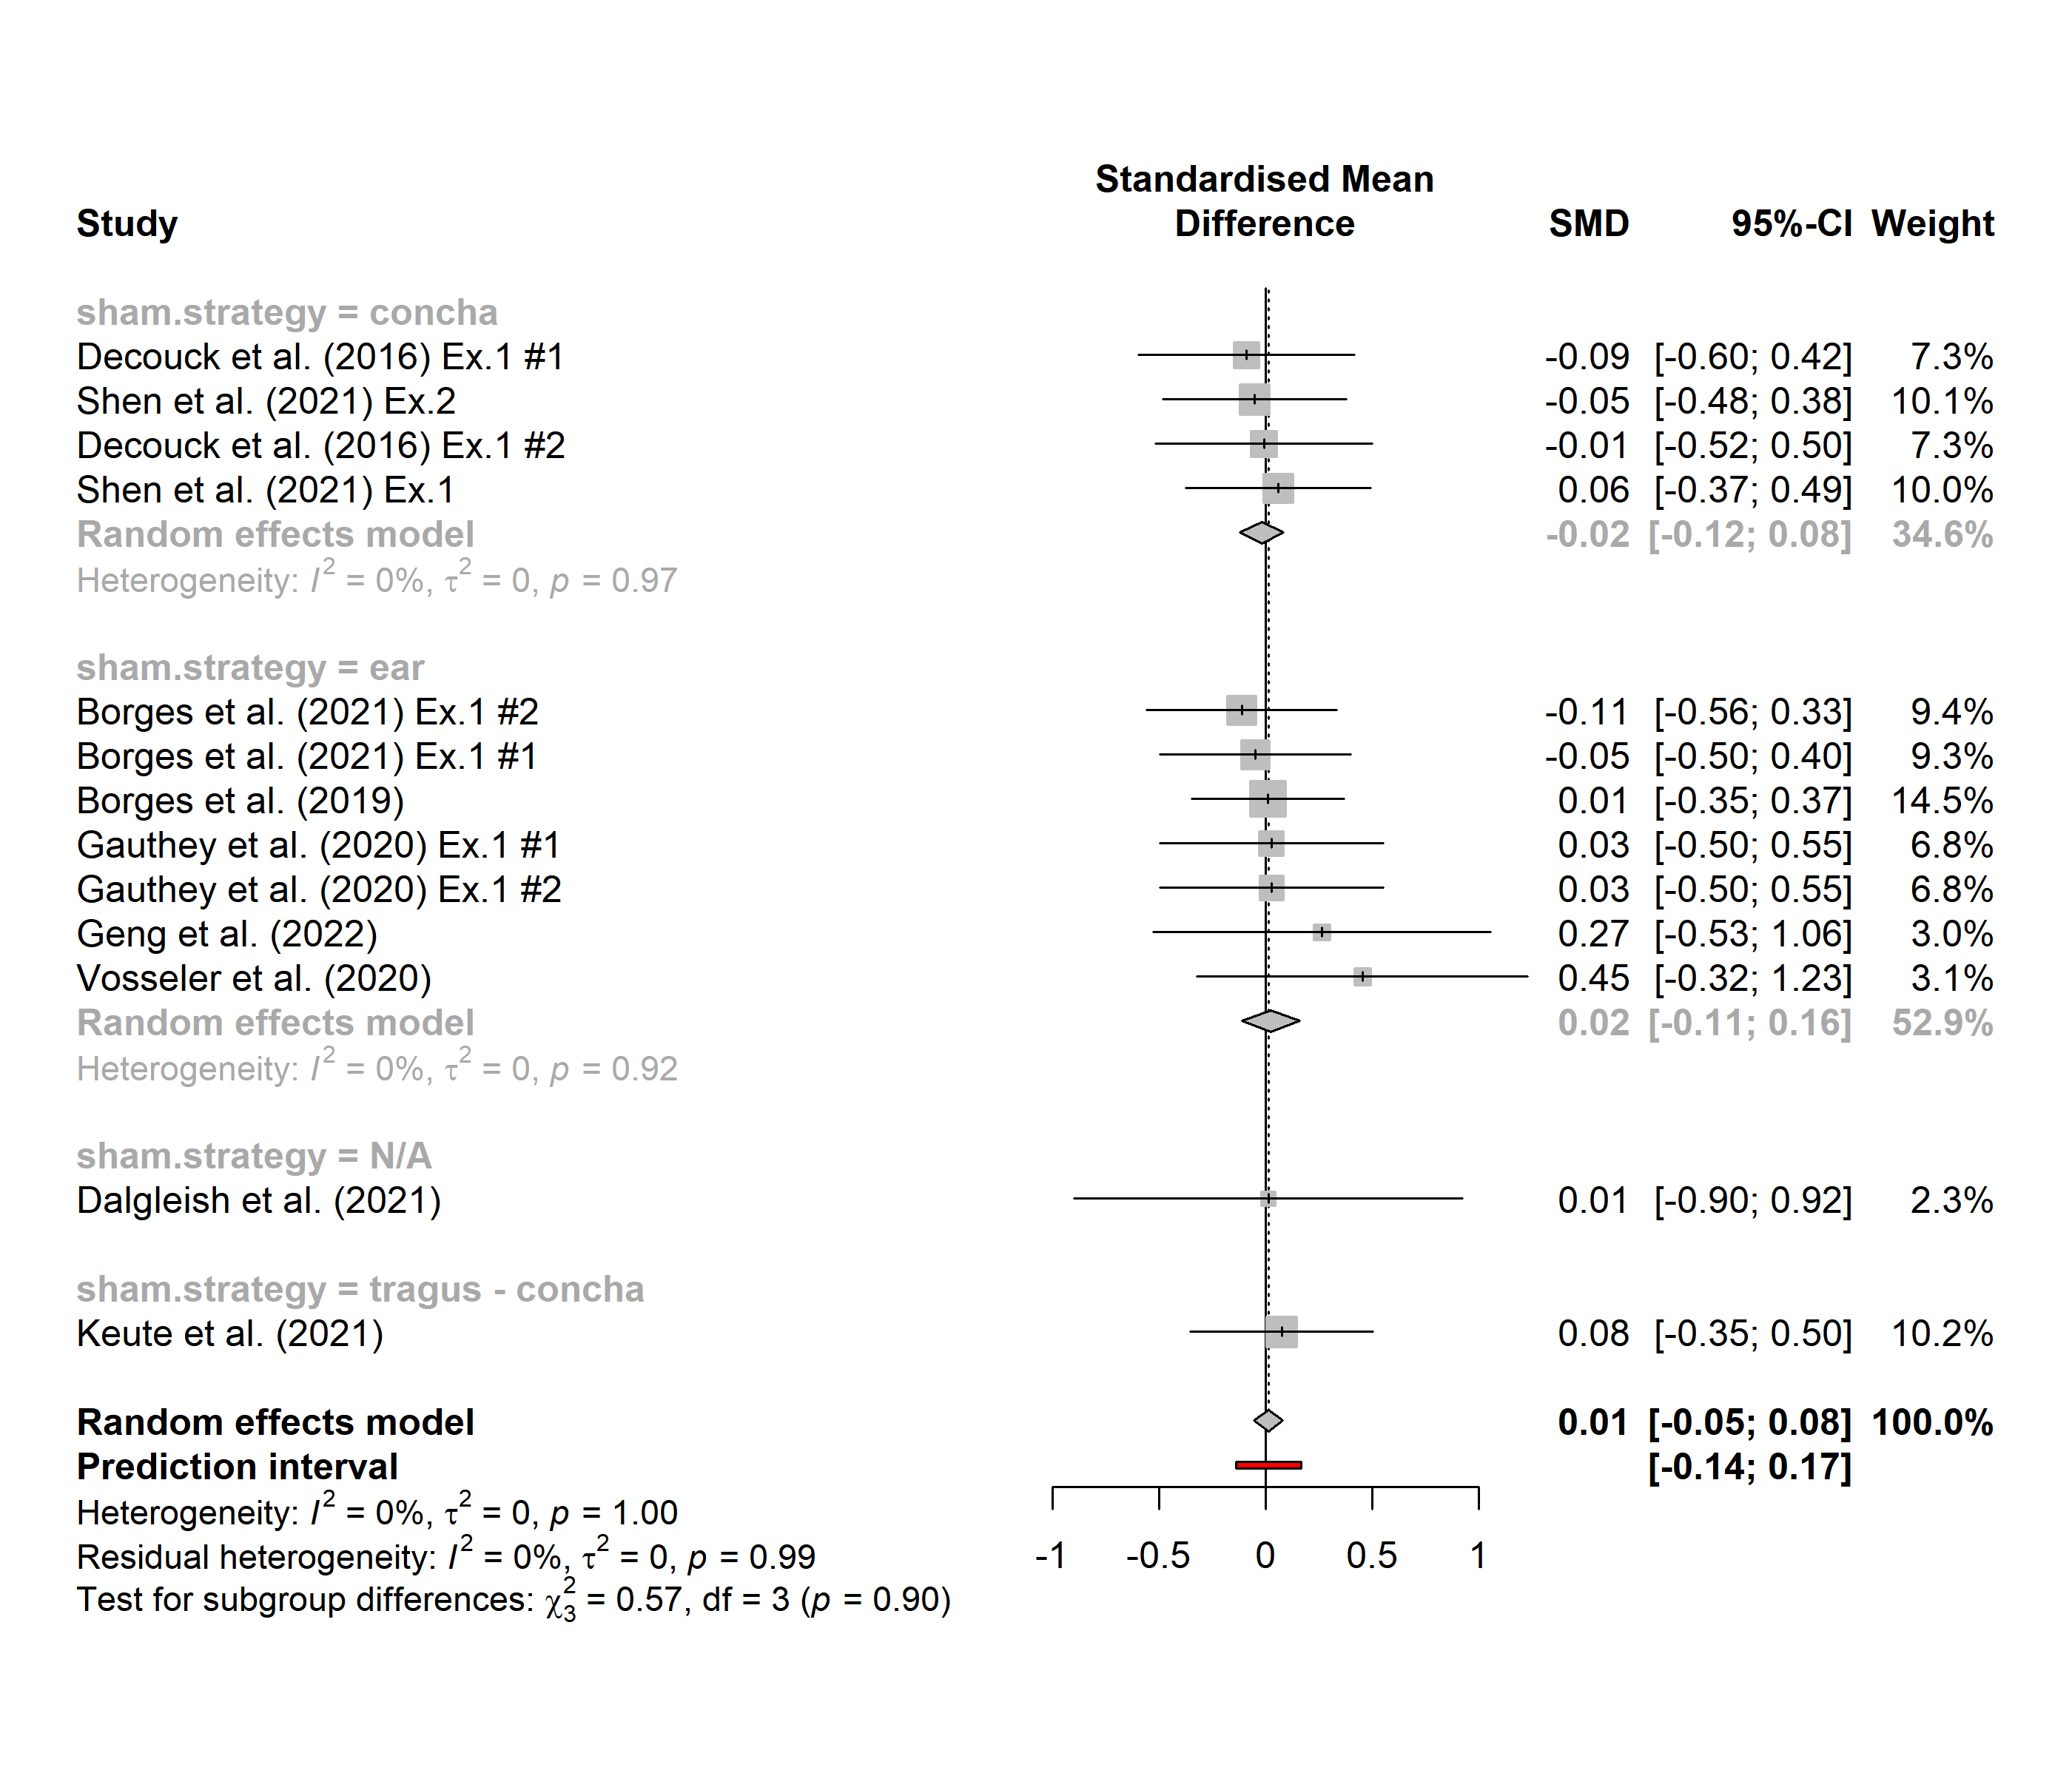 Standardised Mean
Study Difference SMD 95%-CI Weight
sham.strategy = concha
Decouck et al. (2016) Ex.1 #1 -0.09 [-0.60; 0.42] 7.3%
Shen et al. (2021) Ex.2 -0.05 [-0.48; 0.38] 10.1%
Decouck et al. (2016) Ex.1 #2 -0.01 [-0.52; 0.50] 7.3%
Shen et al. (2021) Ex.1 0.06 [-0.37; 0.49] 10.0%
Random effects model -0.02 [-0.12; 0.08] 34.6%
Heterogeneity: I² = 0%, τ² = 0, p = 0.97
sham.strategy = ear
Borges et al. (2021) Ex.1 #2 -0.11 [-0.56; 0.33] 9.4%
Borges et al. (2021) Ex.1 #1 -0.05 [-0.50; 0.40] 9.3%
Borges et al. (2019) 0.01 [-0.35; 0.37] 14.5%
Gauthey et al. (2020) Ex.1 #1 0.03 [-0.50; 0.55] 6.8%
Gauthey et al. (2020) Ex.1 #2 0.03 [-0.50; 0.55] 6.8%
Geng et al. (2022) 0.27 [-0.53; 1.06] 3.0%
Vosseler et al. (2020) 0.45 [-0.32; 1.23] 3.1%
Random effects model 0.02 [-0.11; 0.16] 52.9%
Heterogeneity: I² = 0%, τ² = 0, p = 0.92
sham.strategy = N/A
Dalgleish et al. (2021) 0.01 [-0.90; 0.92] 2.3%
sham.strategy = tragus - concha
Keute et al. (2021) 0.08 [-0.35; 0.50] 10.2%
Random effects model 0.01 [-0.05; 0.08] 100.0%
Prediction interval [-0.14; 0.17]
Heterogeneity: I² = 0%, τ² = 0, p = 1.00
Residual heterogeneity: I² = 0%, τ² = 0, p = 0.99
-1 -0.5 0 0.5 1
Test for subgroup differences: χ²₃ = 0.57, df = 3 (p = 0.90)